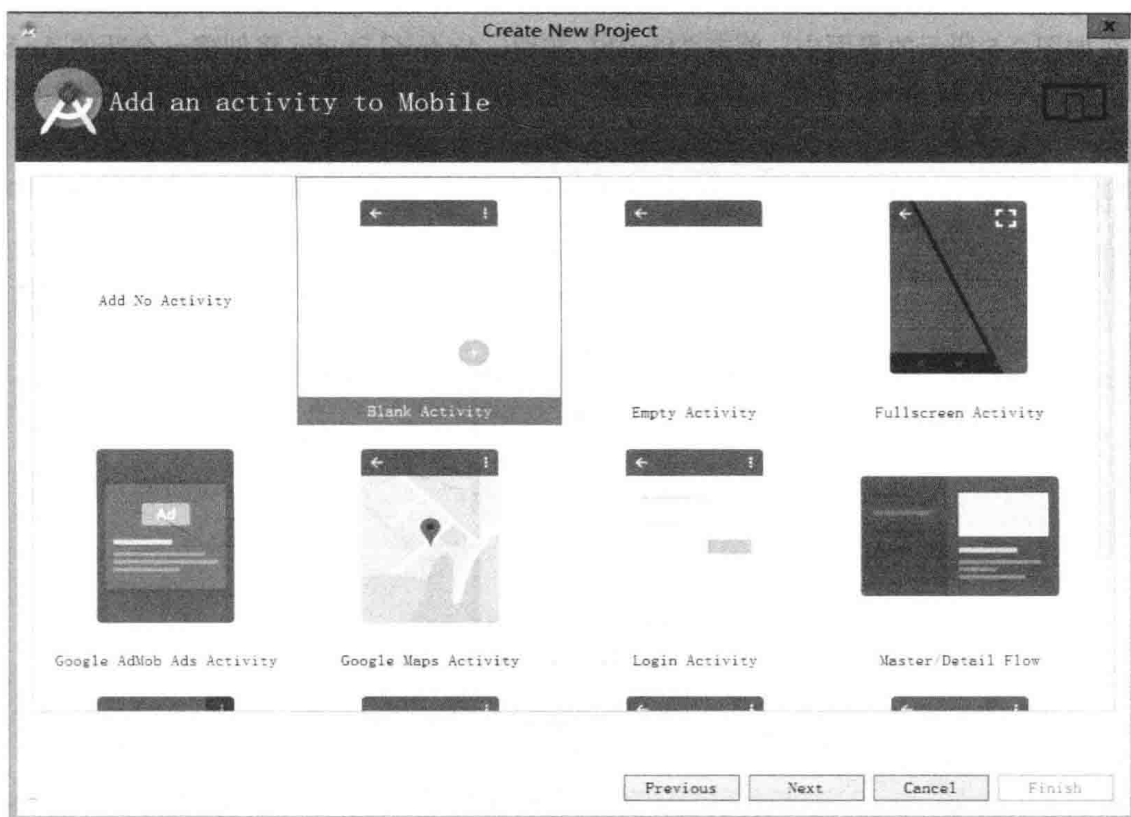 Create New Project
Add an activity to Mobile
Add No Activity
Blank Activity
Empty Activity
Fullscreen Activity
Ad
Google AdMob Ads Activity
Google Maps Activity
Login Activity
Master/Detail Flow
Previous
Next
Cancel
Finish